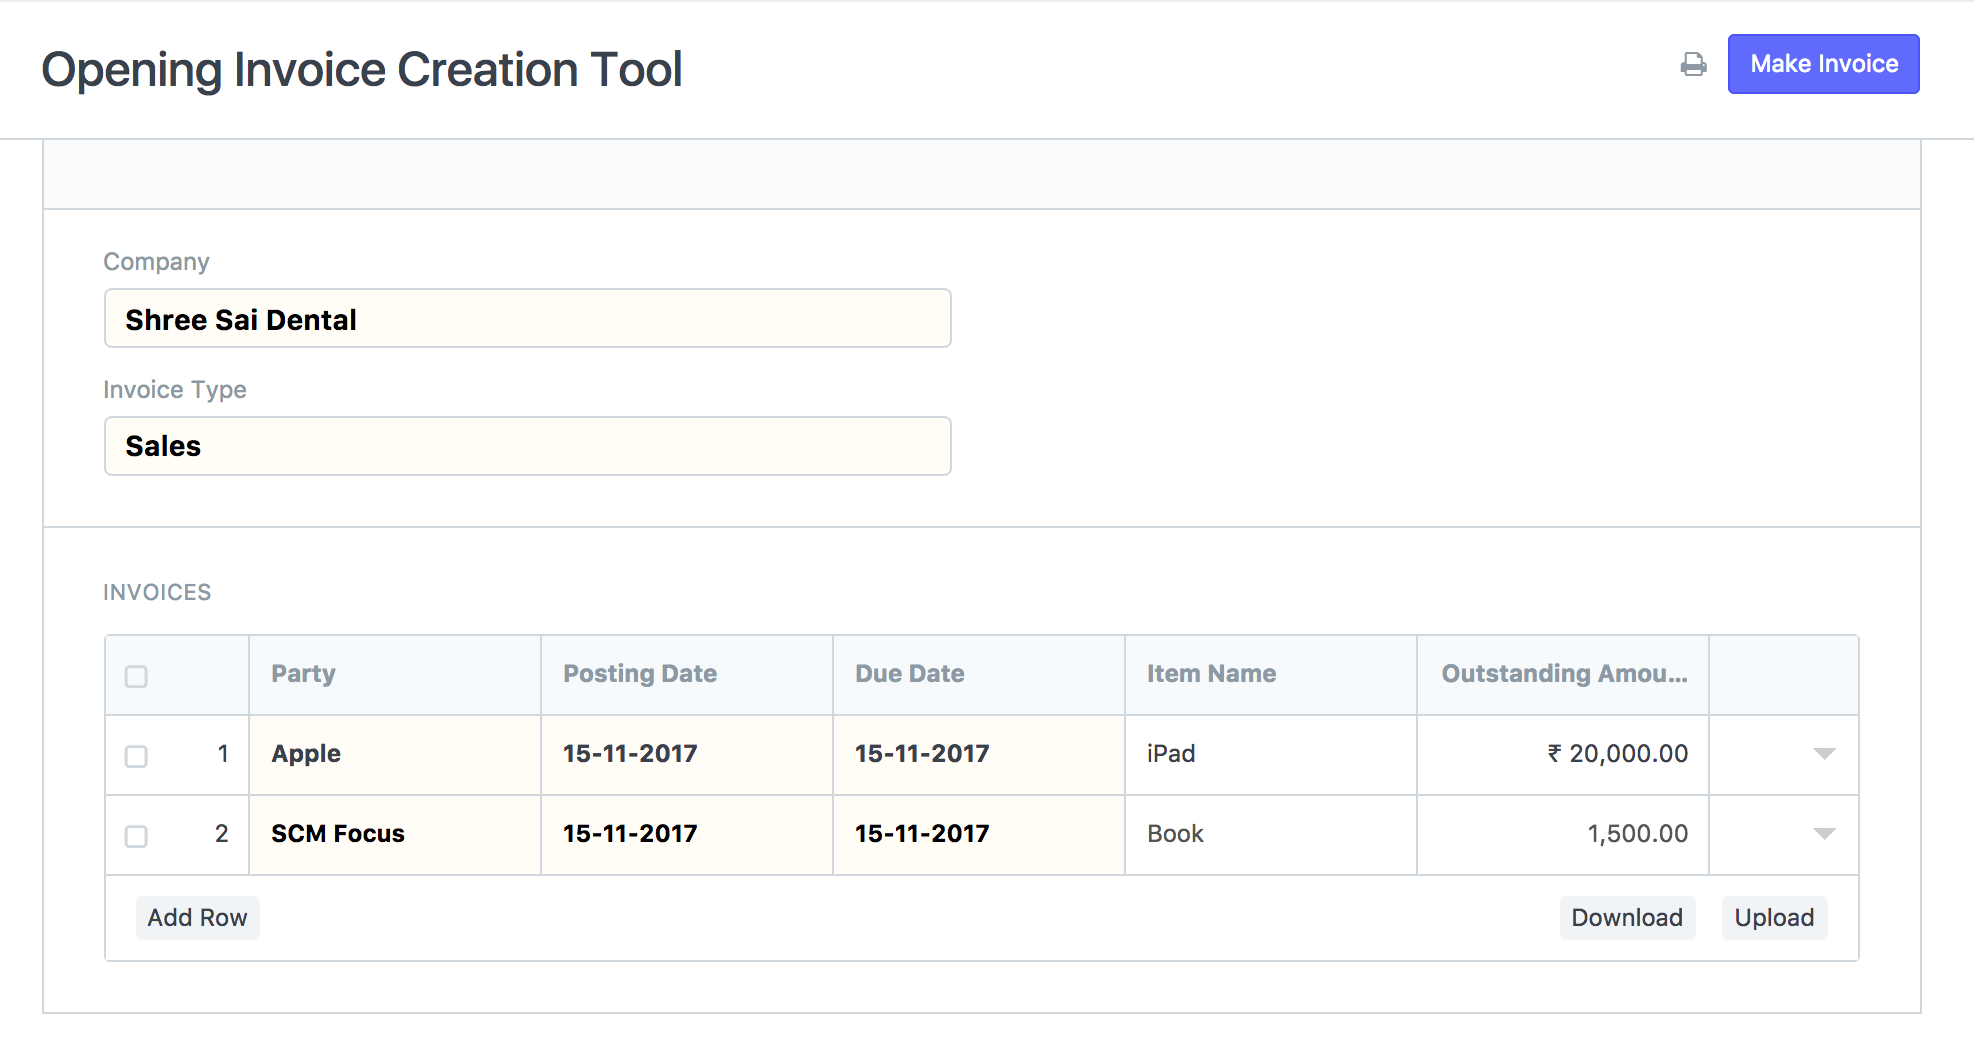 Opening Invoice Creation Tool
Make Invoice
Company
Shree Sai Dental
Invoice Type
Sales
INVOICES
Party Posting Date Due Date Item Name Outstanding Amou...
1 Apple 15-11-2017 15-11-2017 iPad ₹ 20,000.00
2 SCM Focus 15-11-2017 15-11-2017 Book 1,500.00
Add Row Download Upload